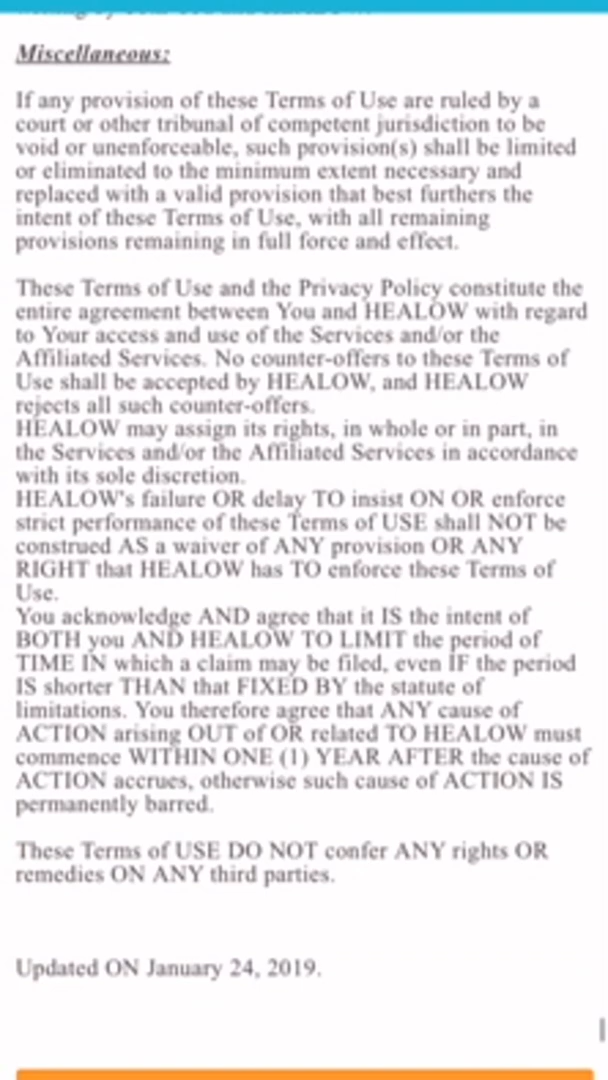 Miscellaneous:
If any provision of these Terms of Use are ruled by a
court or other tribunal of competent jurisdiction to be
void or unenforceable, such provision(s) shall be limited
or eliminated to the minimum extent necessary and
replaced with a valid provision that best furthers the
intent of these Terms of Use, with all remaining
provisions remaining in full force and effect.
These Terms of Use and the Privacy Policy constitute the
entire agreement between You and HEALOW with regard
to Your access and use of the Services and/or the
Affiliated Services. No counter-offers to these Terms of
Use shall be accepted by HEALOW, and HEALOW
rejects all such counter-offers.
HEALOW may assign its rights, in whole or in part, in
the Services and/or the Affiliated Services in accordance
with its sole discretion.
HEALOW's failure OR delay TO insist ON OR enforce
strict performance of these Terms of USE shall NOT be
construed AS a waiver of ANY provision OR ANY
RIGHT that HEALOW has TO enforce these Terms of
Use.
You acknowledge AND agree that it IS the intent of
BOTH you AND HEALOW TO LIMIT the period of
TIME IN which a claim may be filed, even IF the period
IS shorter THAN that FIXED BY the statute of
limitations. You therefore agree that ANY cause of
ACTION arising OUT of OR related TO HEALOW must
commence WITHIN ONE (1) YEAR AFTER the cause of
ACTION accrues, otherwise such cause of ACTION IS
permanently barred.
These Terms of USE DO NOT confer ANY rights OR
remedies ON ANY third parties.
Updated ON January 24, 2019.